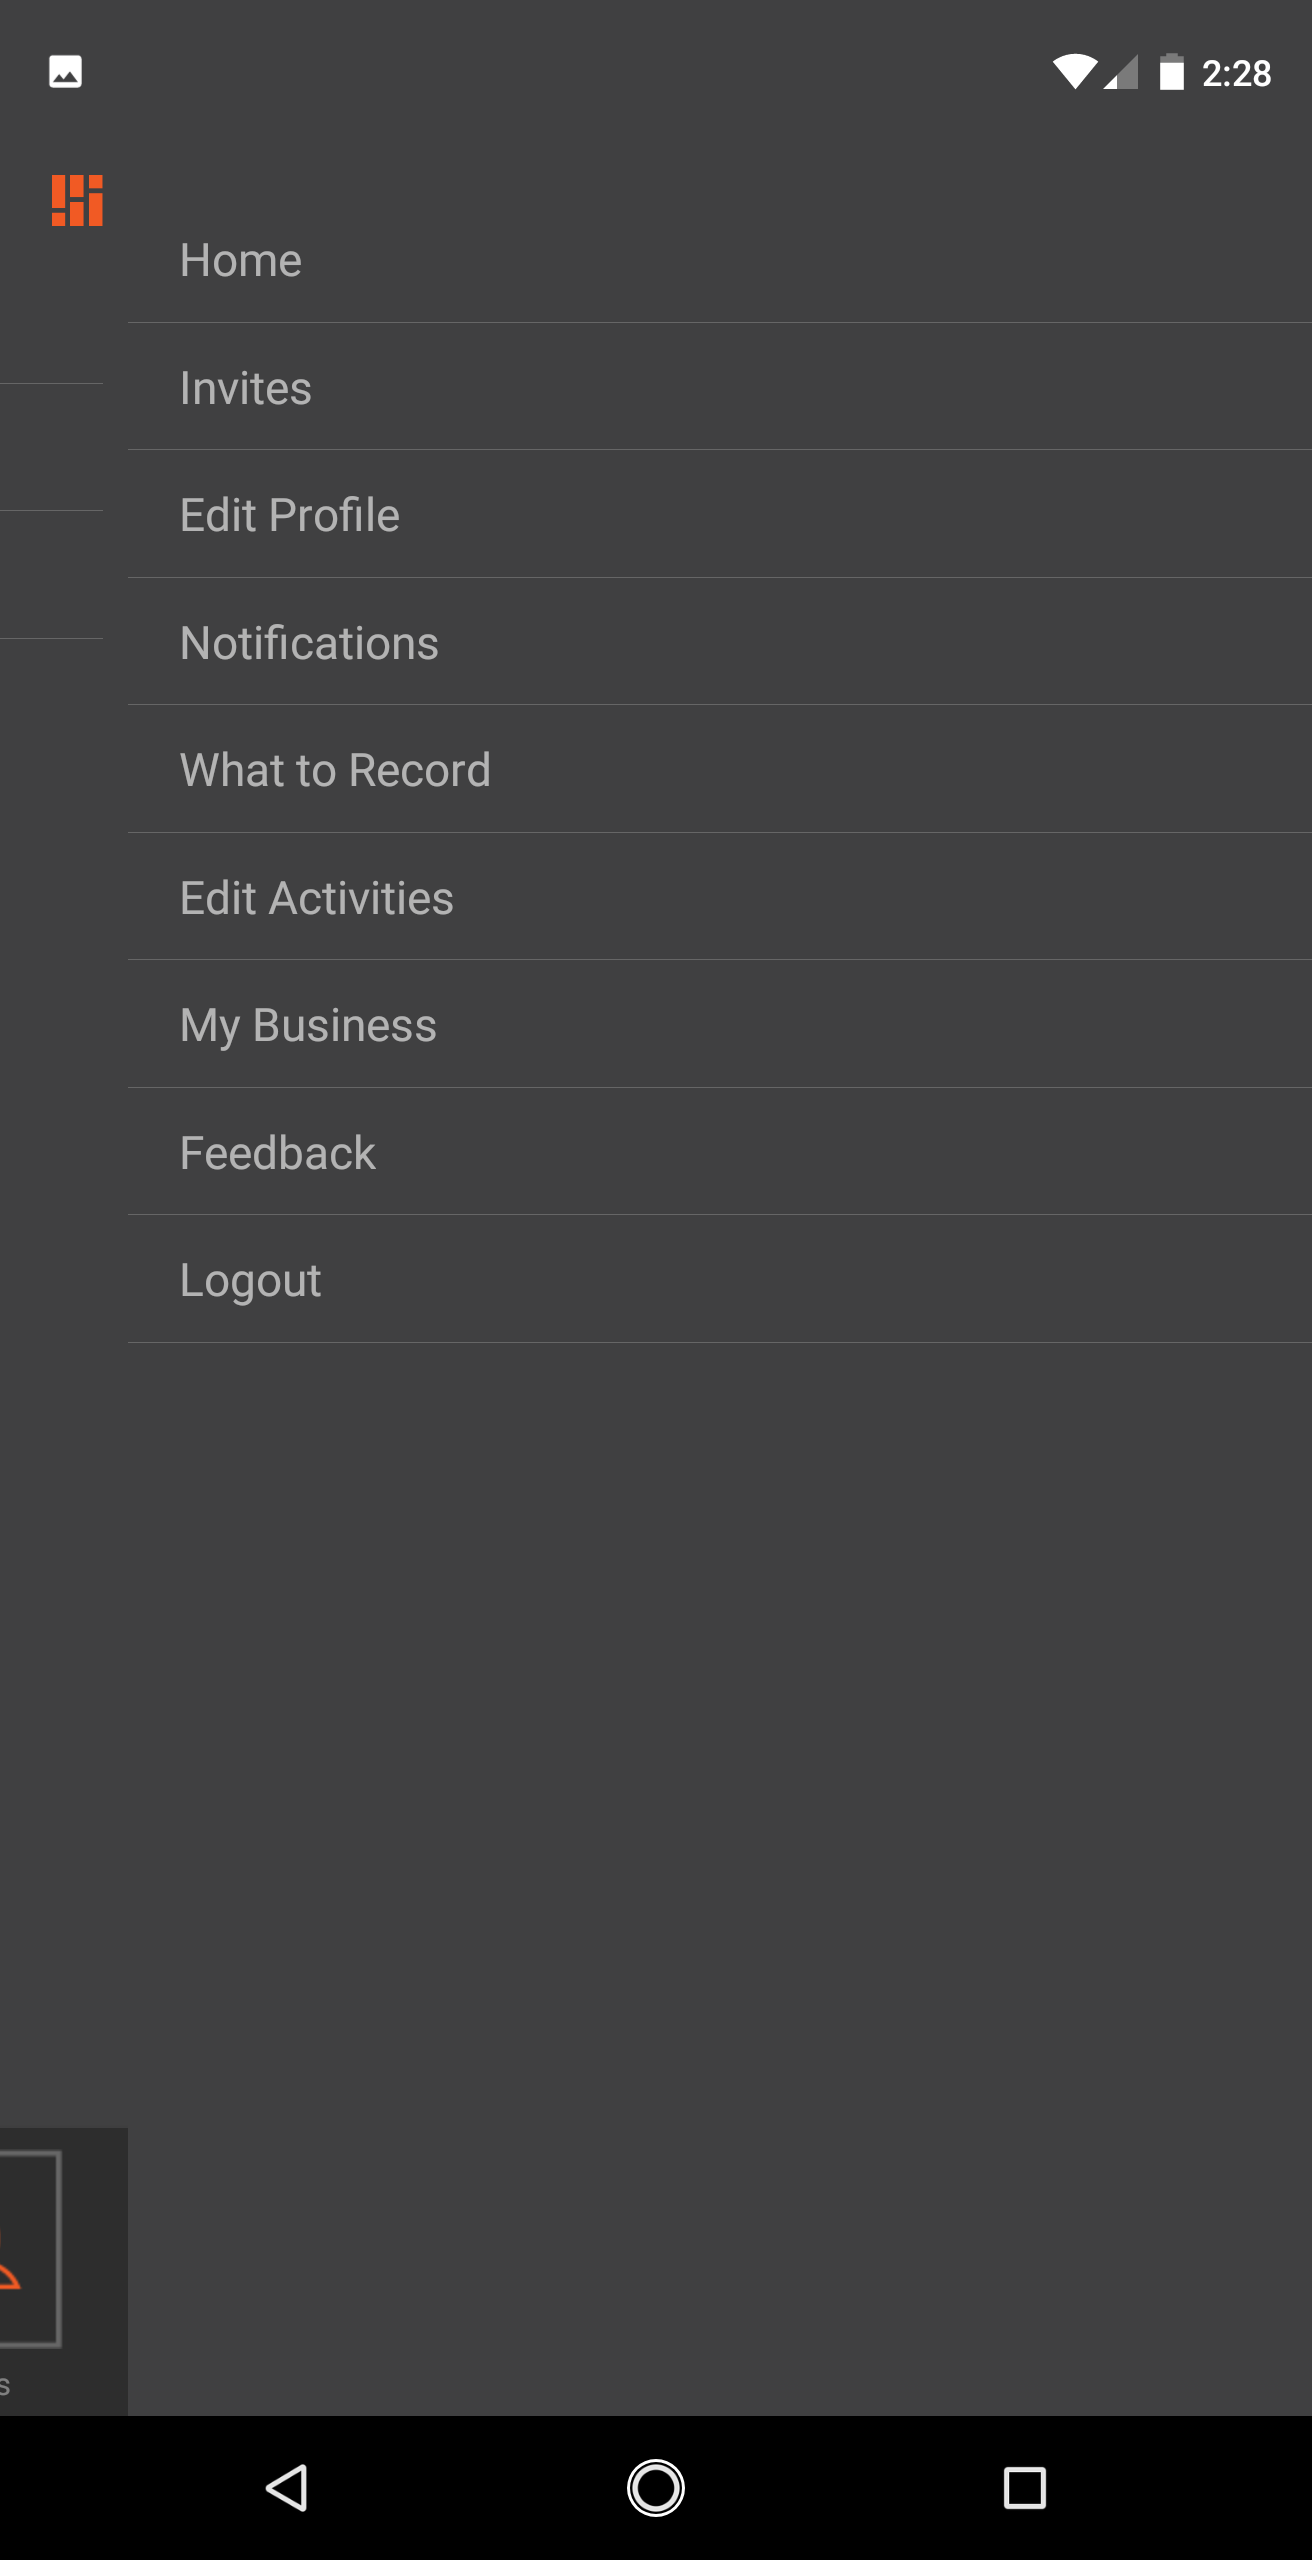 2:28
Home
Invites
Edit Profile
Notifications
What to Record
Edit Activities
My Business
Feedback
Logout
s